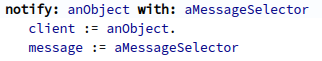 notify: anObject with: aMessageSelector
client := anObject.
message := aMessageSelector